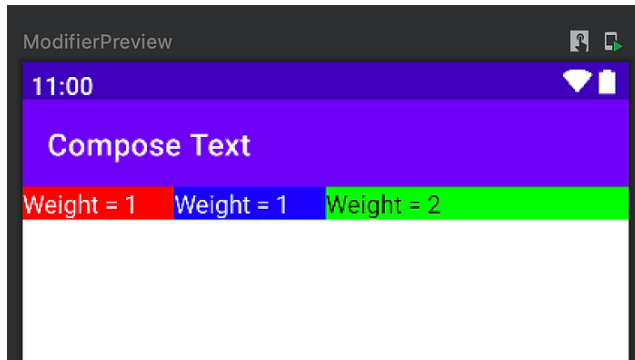 ModifierPreview
11:00
Compose Text
Weight = 1 Weight = 1 Weight = 2